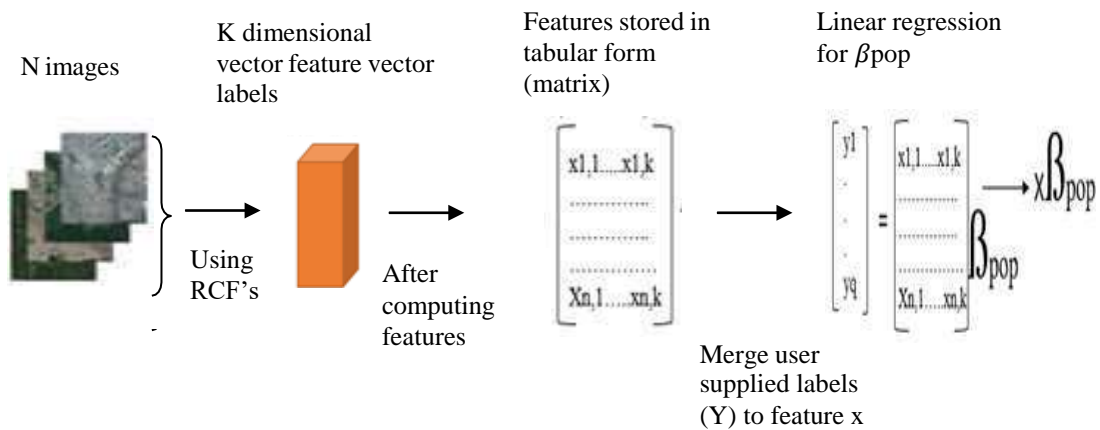 N images
K dimensional
vector feature vector
labels
Features stored in
tabular form
(matrix)
Linear regression
for βpop
Using
RCF's
After
computing
features
x1,1.....x1,k
.....................
.....................
.....................
Xn,1.....xn,k
Merge user
supplied labels
(Y) to feature x
y1
.
.
yq
=
x1,1.....x1,k
.....................
.....................
.....................
Xn,1.....xn,k
βpop
xβpop